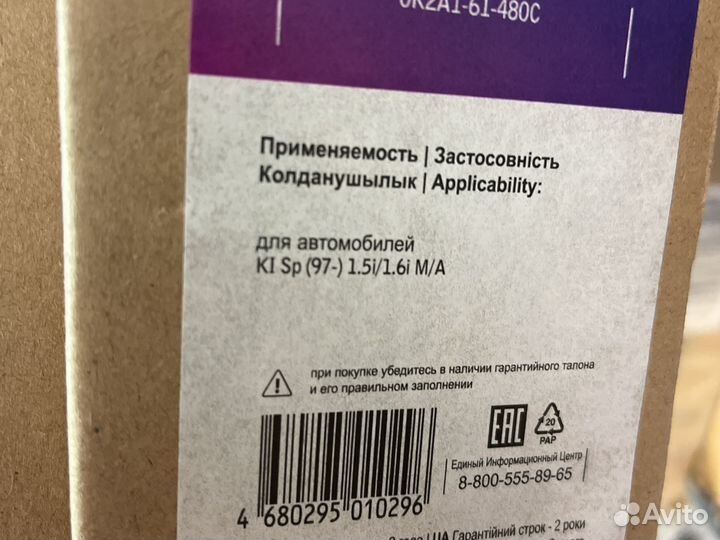 0K2A1-61-480C
Применяемость | Застосовність
Колданушылык | Applicability:
для автомобилей
KI Sp (97-) 1.5i/1.6i M/A
при покупке убедитесь в наличии гарантийного талона
и его правильном заполнении
EAC
20
PAP
Единый Информационный Центр
8-800-555-89-65
4 680295 010296
UA Гарантійний строк - 2 роки
Avito